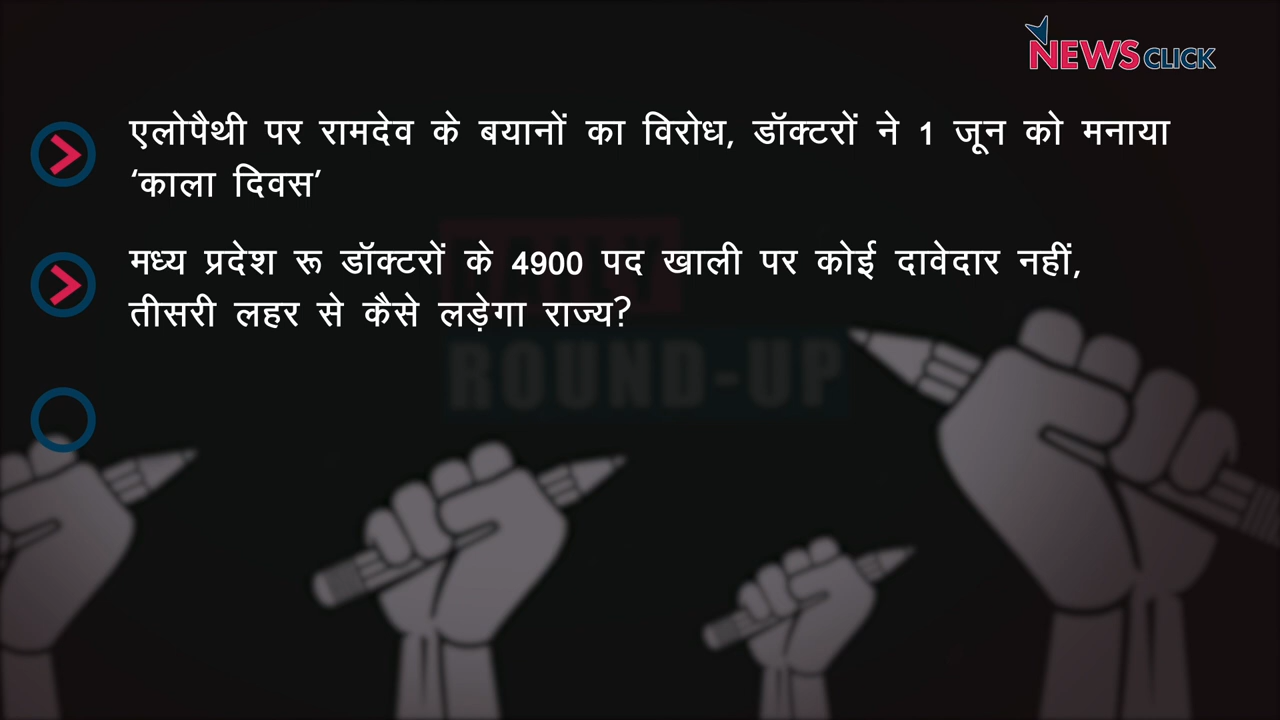 NEWSCLICK
एलोपैथी पर रामदेव के बयानों का विरोध, डॉक्टरों ने 1 जून को मनाया
‘काला दिवस’
मध्य प्रदेश रू डॉक्टरों के 4900 पद खाली पर कोई दावेदार नहीं,
तीसरी लहर से कैसे लड़ेगा राज्य?
DAILY
ROUND-UP